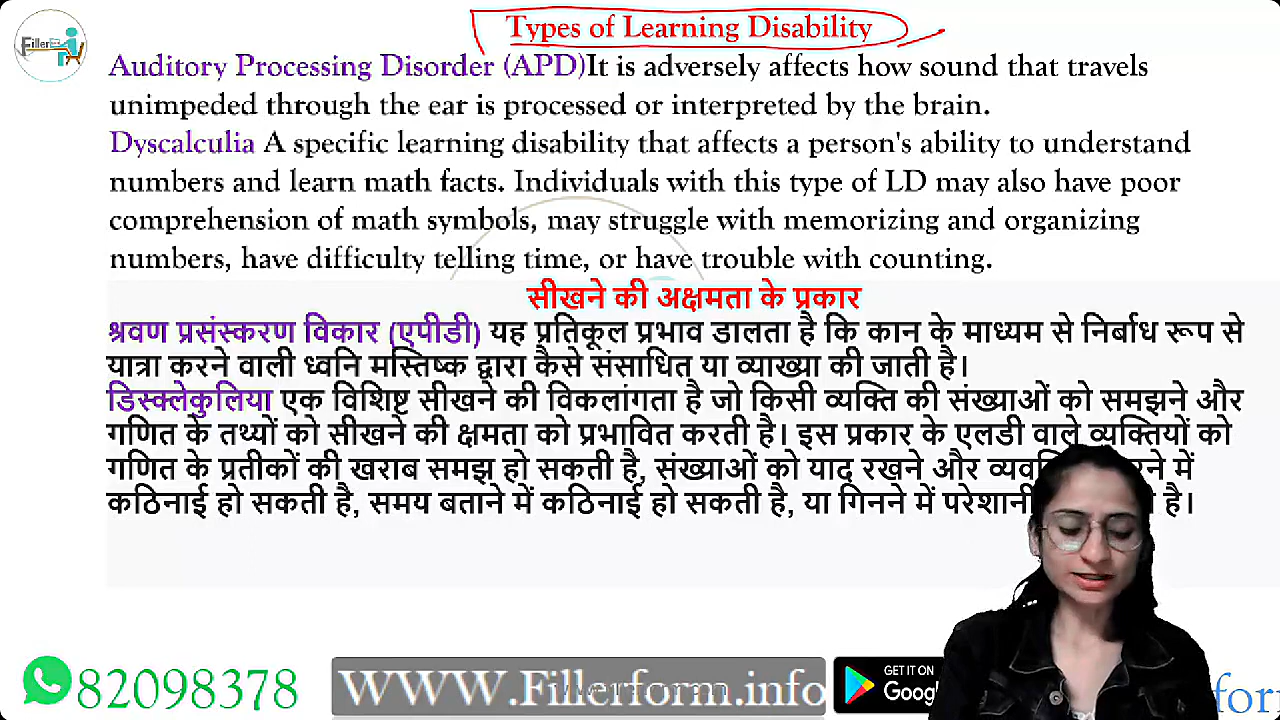 Filler
Types of Learning Disability
Auditory Processing Disorder (APD)It is adversely affects how sound that travels
unimpeded through the ear is processed or interpreted by the brain.
Dyscalculia A specific learning disability that affects a person's ability to understand
numbers and learn math facts. Individuals with this type of LD may also have poor
comprehension of math symbols, may struggle with memorizing and organizing
numbers, have difficulty telling time, or have trouble with counting.
सीखने की अक्षमता के प्रकार
श्रवण प्रसंस्करण विकार (एपीडी) यह प्रतिकूल प्रभाव डालता है कि कान के माध्यम से निर्बाध रूप से
यात्रा करने वाली ध्वनि मस्तिष्क द्वारा कैसे संसाधित या व्याख्या की जाती है।
डिस्क्लेकुलिया एक विशिष्ट सीखने की विकलांगता है जो किसी व्यक्ति की संख्याओं को समझने और
गणित के तथ्यों को सीखने की क्षमता को प्रभावित करती है। इस प्रकार के एलडी वाले व्यक्तियों को
गणित के प्रतीकों की खराब समझ हो सकती है, संख्याओं को याद रखने और में
कठिनाई हो सकती है, समय बताने में कठिनाई हो सकती है, या गिनने में परेशानी है।
82098378 WWW.Fillerform.info GET IT ON